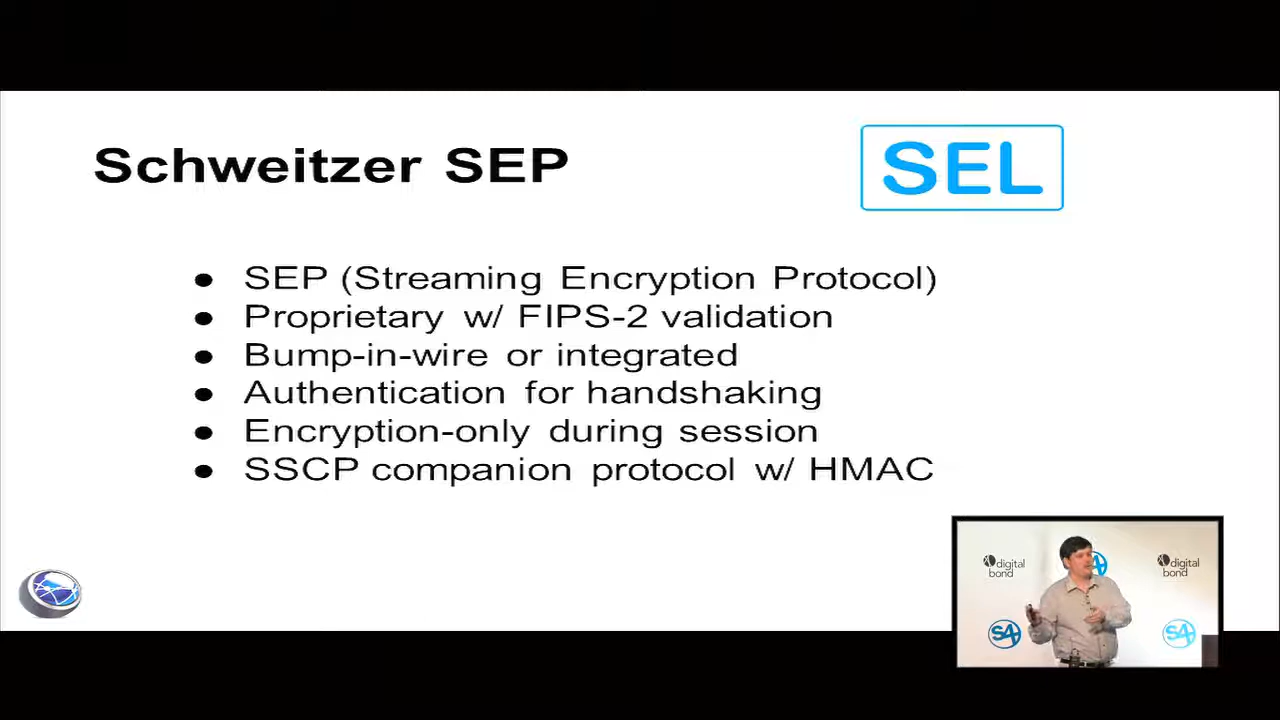 Schweitzer SEP
SEL
● SEP (Streaming Encryption Protocol)
● Proprietary w/ FIPS-2 validation
● Bump-in-wire or integrated
● Authentication for handshaking
● Encryption-only during session
● SSCP companion protocol w/ HMAC
digital
bond
S4
digital
bond
S4
S4